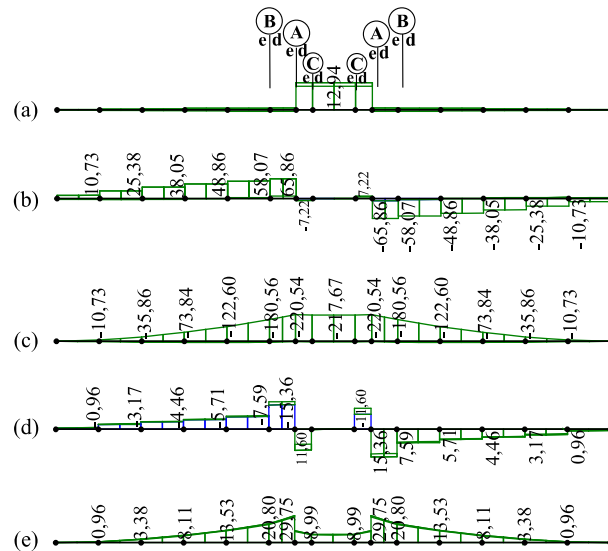 B A A B
e d e d e d e d
C C
e d e d
(a) 12,94
(b) 10,73 25,38 38,05 48,86 58,07 65,86 -7,22 7,22 -65,86 -58,07 -48,86 -38,05 -25,38 -10,73
(c) -10,73 -35,86 -73,84 -122,60 -180,56 -220,54 -217,67 -220,54 -180,56 -122,60 -73,84 -35,86 -10,73
(d) -0,96 -3,17 -4,46 -5,71 -7,59 -15,36 11,60 -11,60 15,36 7,59 5,71 4,46 3,17 0,96
(e) 0,96 3,38 8,11 13,53 20,80 29,75 8,99 8,99 29,75 20,80 13,53 8,11 3,38 0,96